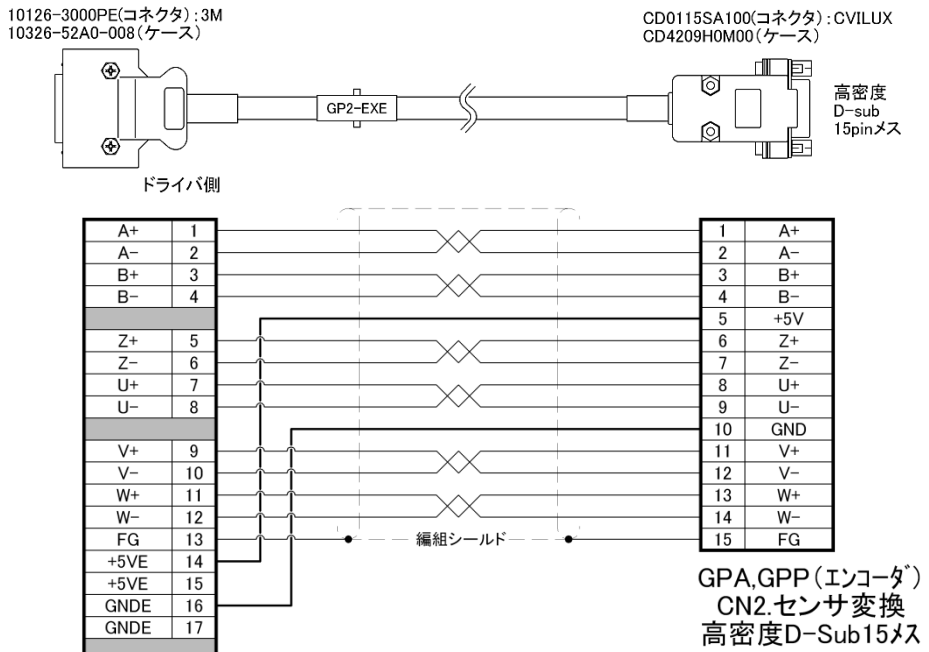 10126-3000PE(コネクタ):3M
10326-52A0-008(ケース)
CD0115SA100(コネクタ):CVILUX
CD4209H0M00(ケース)
GP2-EXE
高密度
D-sub
15pinメス
ドライバ側
A+ 1 1 A+
A- 2 2 A-
B+ 3 3 B+
B- 4 4 B-
5 +5V
Z+ 5 6 Z+
Z- 6 7 Z-
U+ 7 8 U+
U- 8 9 U-
10 GND
V+ 9 11 V+
V- 10 12 V-
W+ 11 13 W+
W- 12 14 W-
FG 13 編組シールド 15 FG
+5VE 14
+5VE 15
GNDE 16
GNDE 17
GPA,GPP(エンコーダ)
CN2.センサ変換
高密度D-Sub15メス